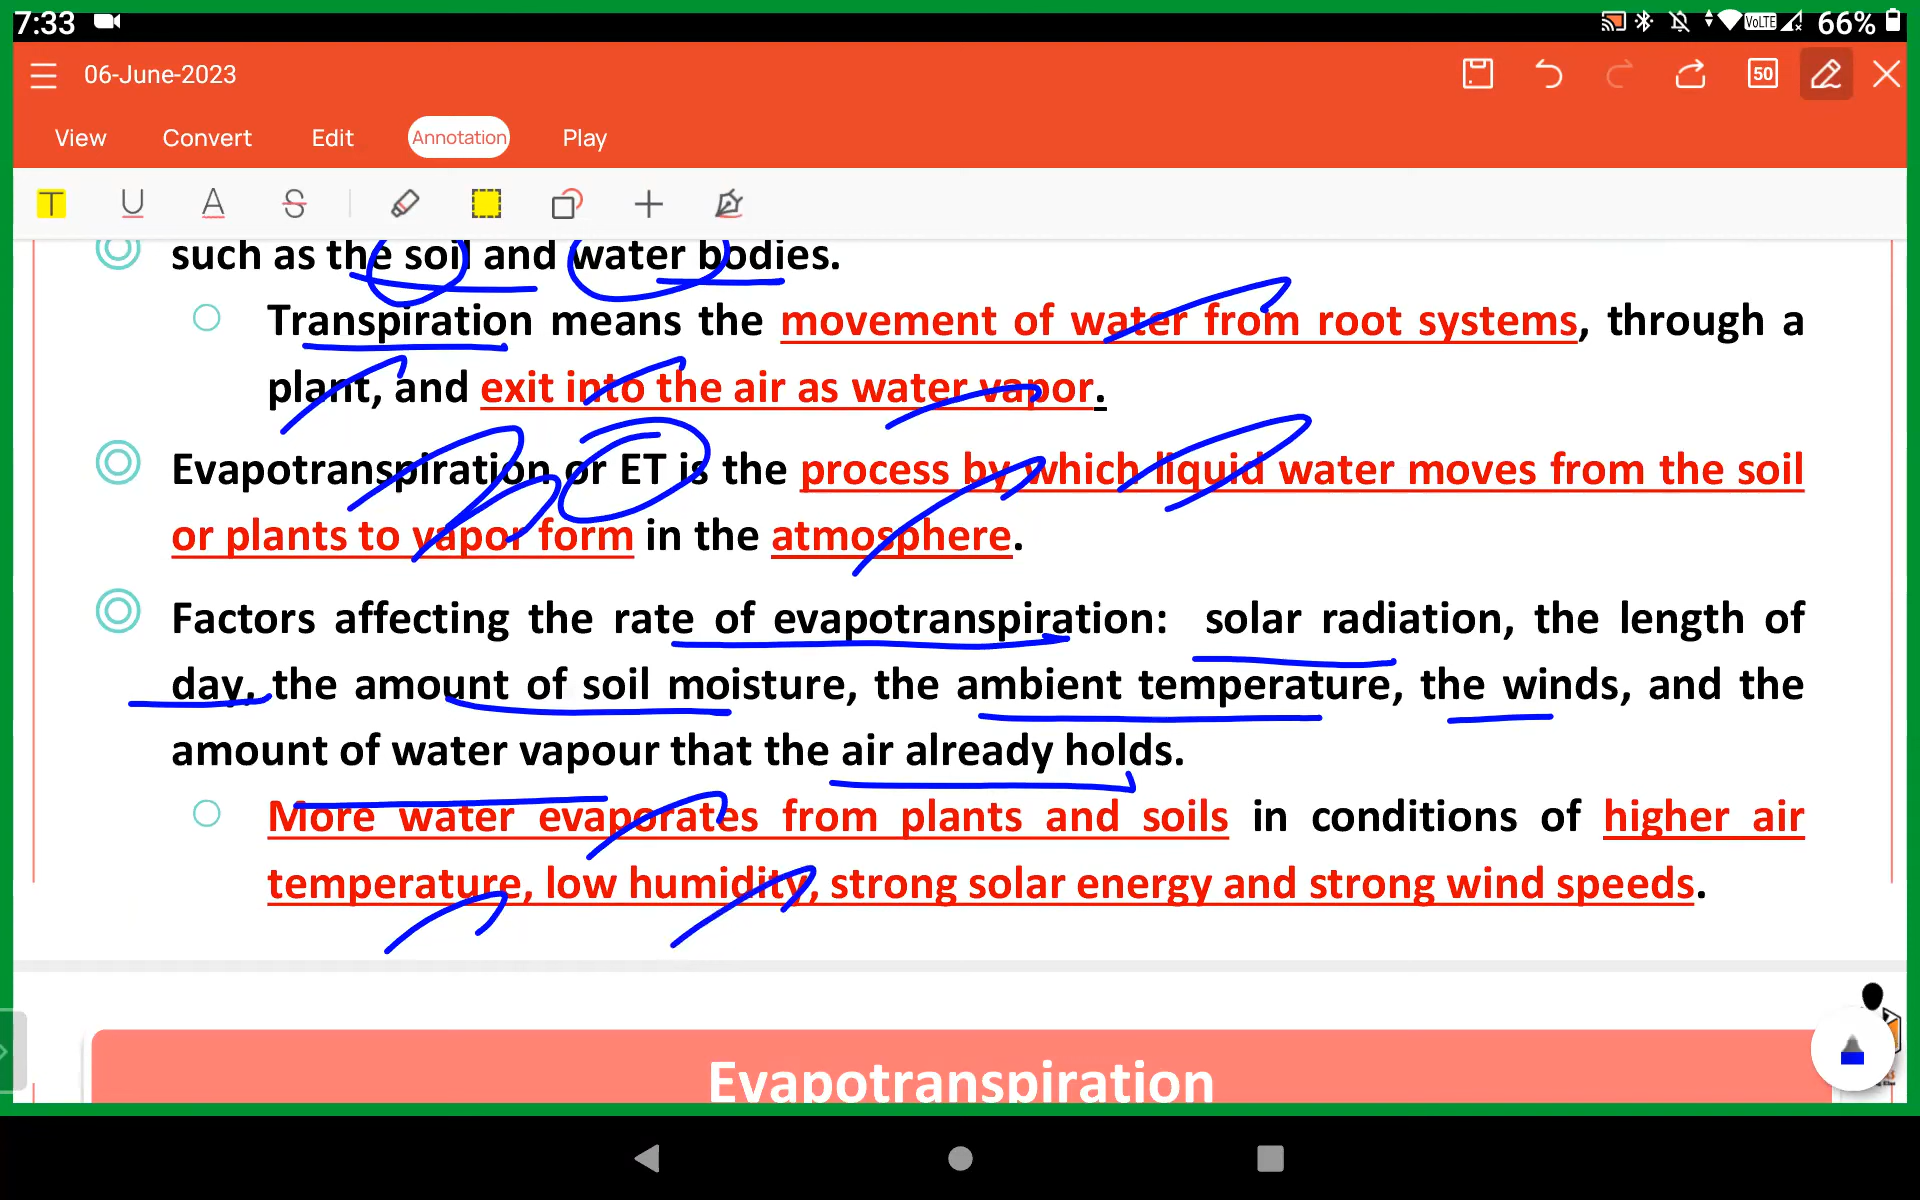 7:33
VoLTE
66%
06-June-2023
50
View Convert Edit Annotation Play
T U A S
such as the soil and water bodies.
Transpiration means the movement of water from root systems, through a
plant, and exit into the air as water vapor.
Evapotranspiration or ET is the process by which liquid water moves from the soil
or plants to vapor form in the atmosphere.
Factors affecting the rate of evapotranspiration: solar radiation, the length of
day, the amount of soil moisture, the ambient temperature, the winds, and the
amount of water vapour that the air already holds.
More water evaporates from plants and soils in conditions of higher air
temperature, low humidity, strong solar energy and strong wind speeds.
Evapotranspiration